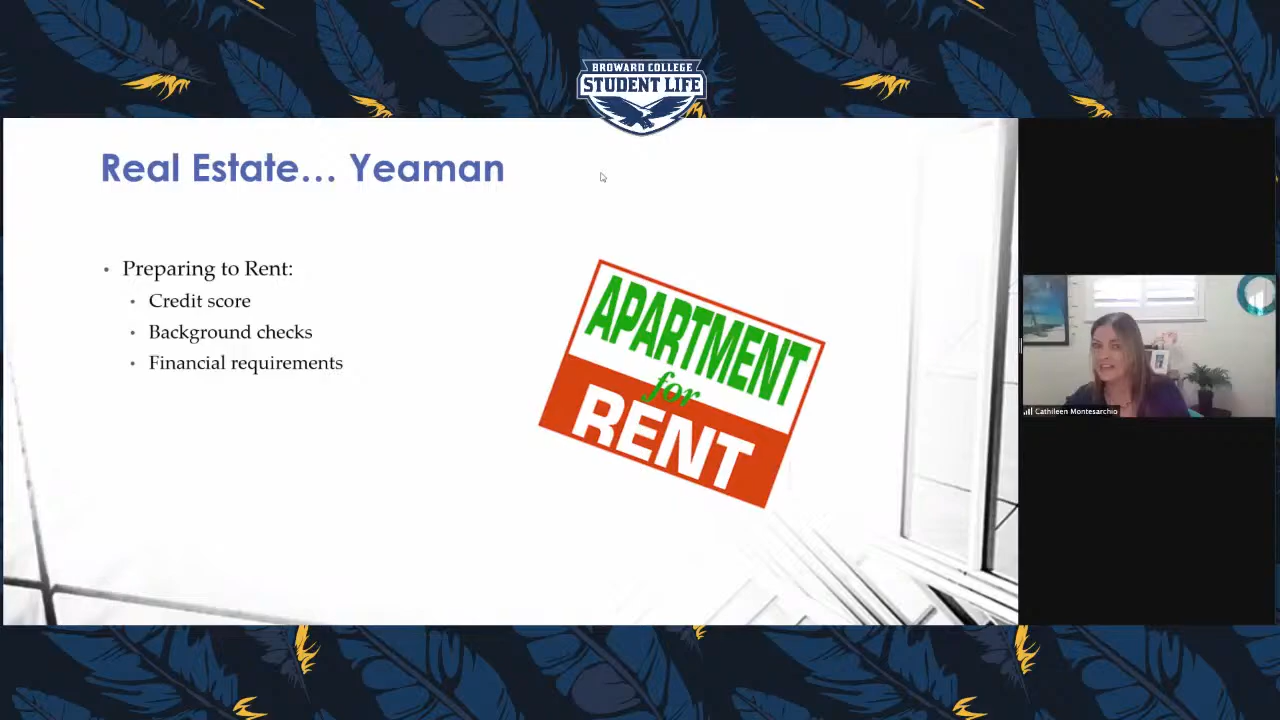 BROWARD COLLEGE
STUDENT LIFE
Real Estate… Yeaman
• Preparing to Rent:
• Credit score
• Background checks
• Financial requirements
APARTMENT
for
RENT
Cathileen Montesarchio